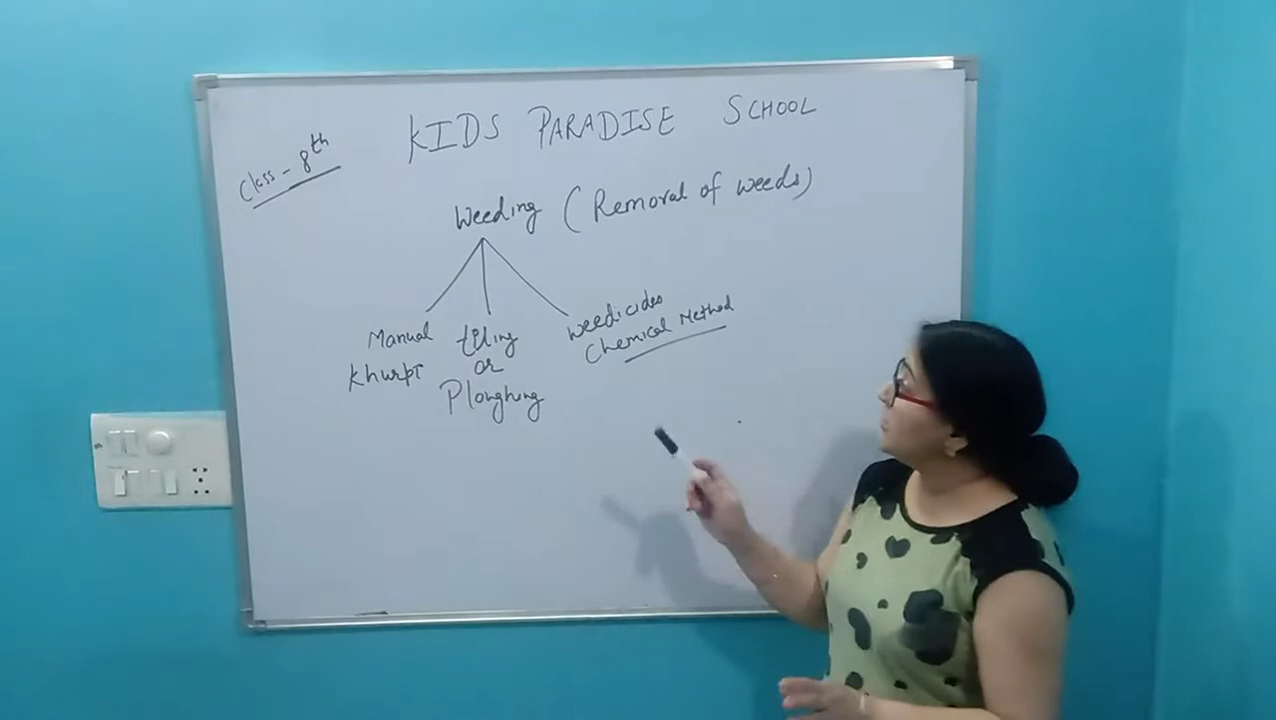 KIDS PARADISE SCHOOL
Class - 8th
Weeding (Removal of weeds)
Manual
Khurpi
tilling
or
Ploughing
weedicides
Chemical Method